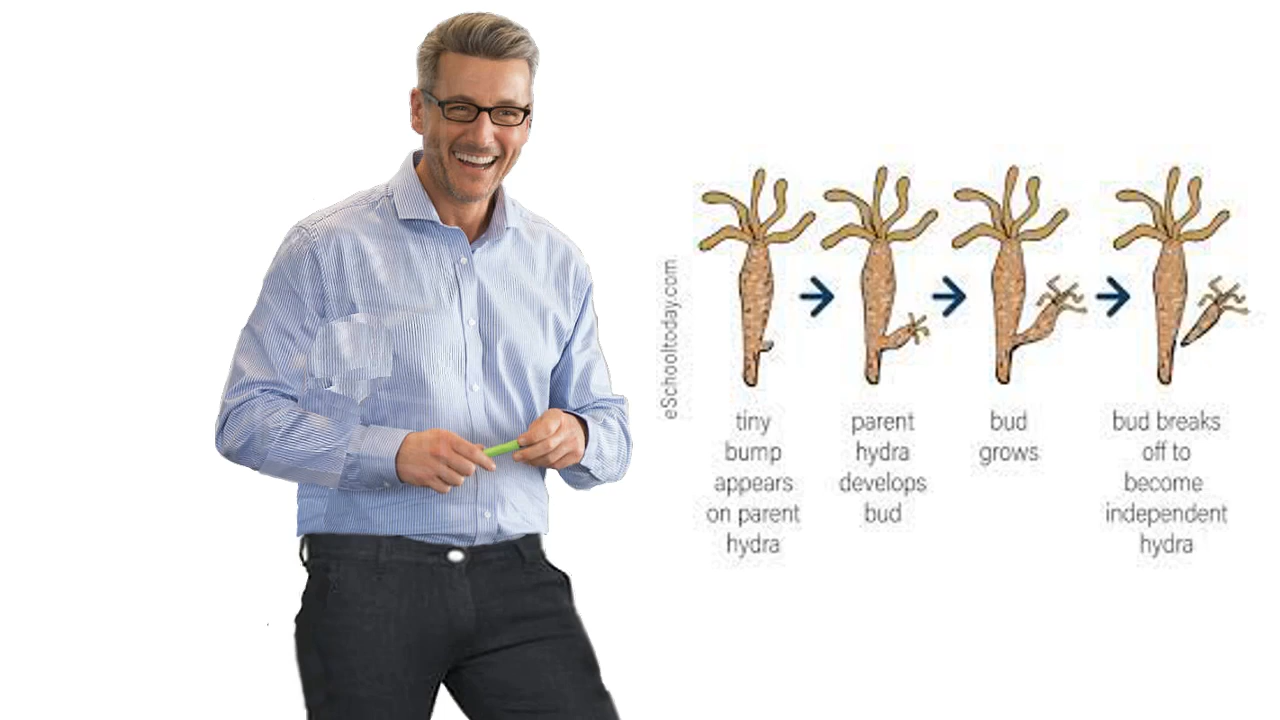 eSchooltoday.com
tiny
bump
appears
on parent
hydra
parent
hydra
develops
bud
bud
grows
bud breaks
off to
become
independent
hydra